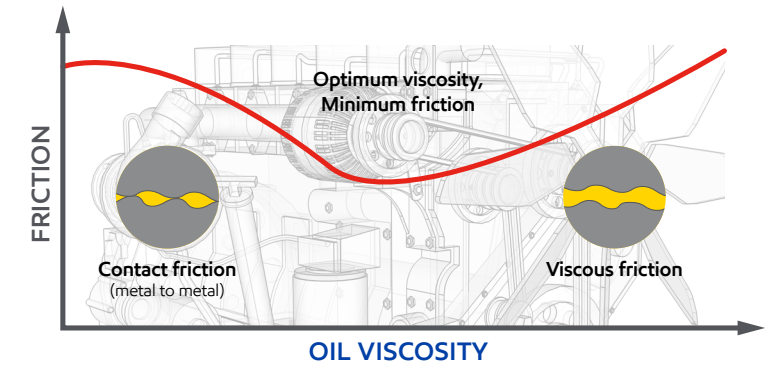 Optimum viscosity,
Minimum friction
FRICTION
Contact friction
(metal to metal)
Viscous friction
OIL VISCOSITY